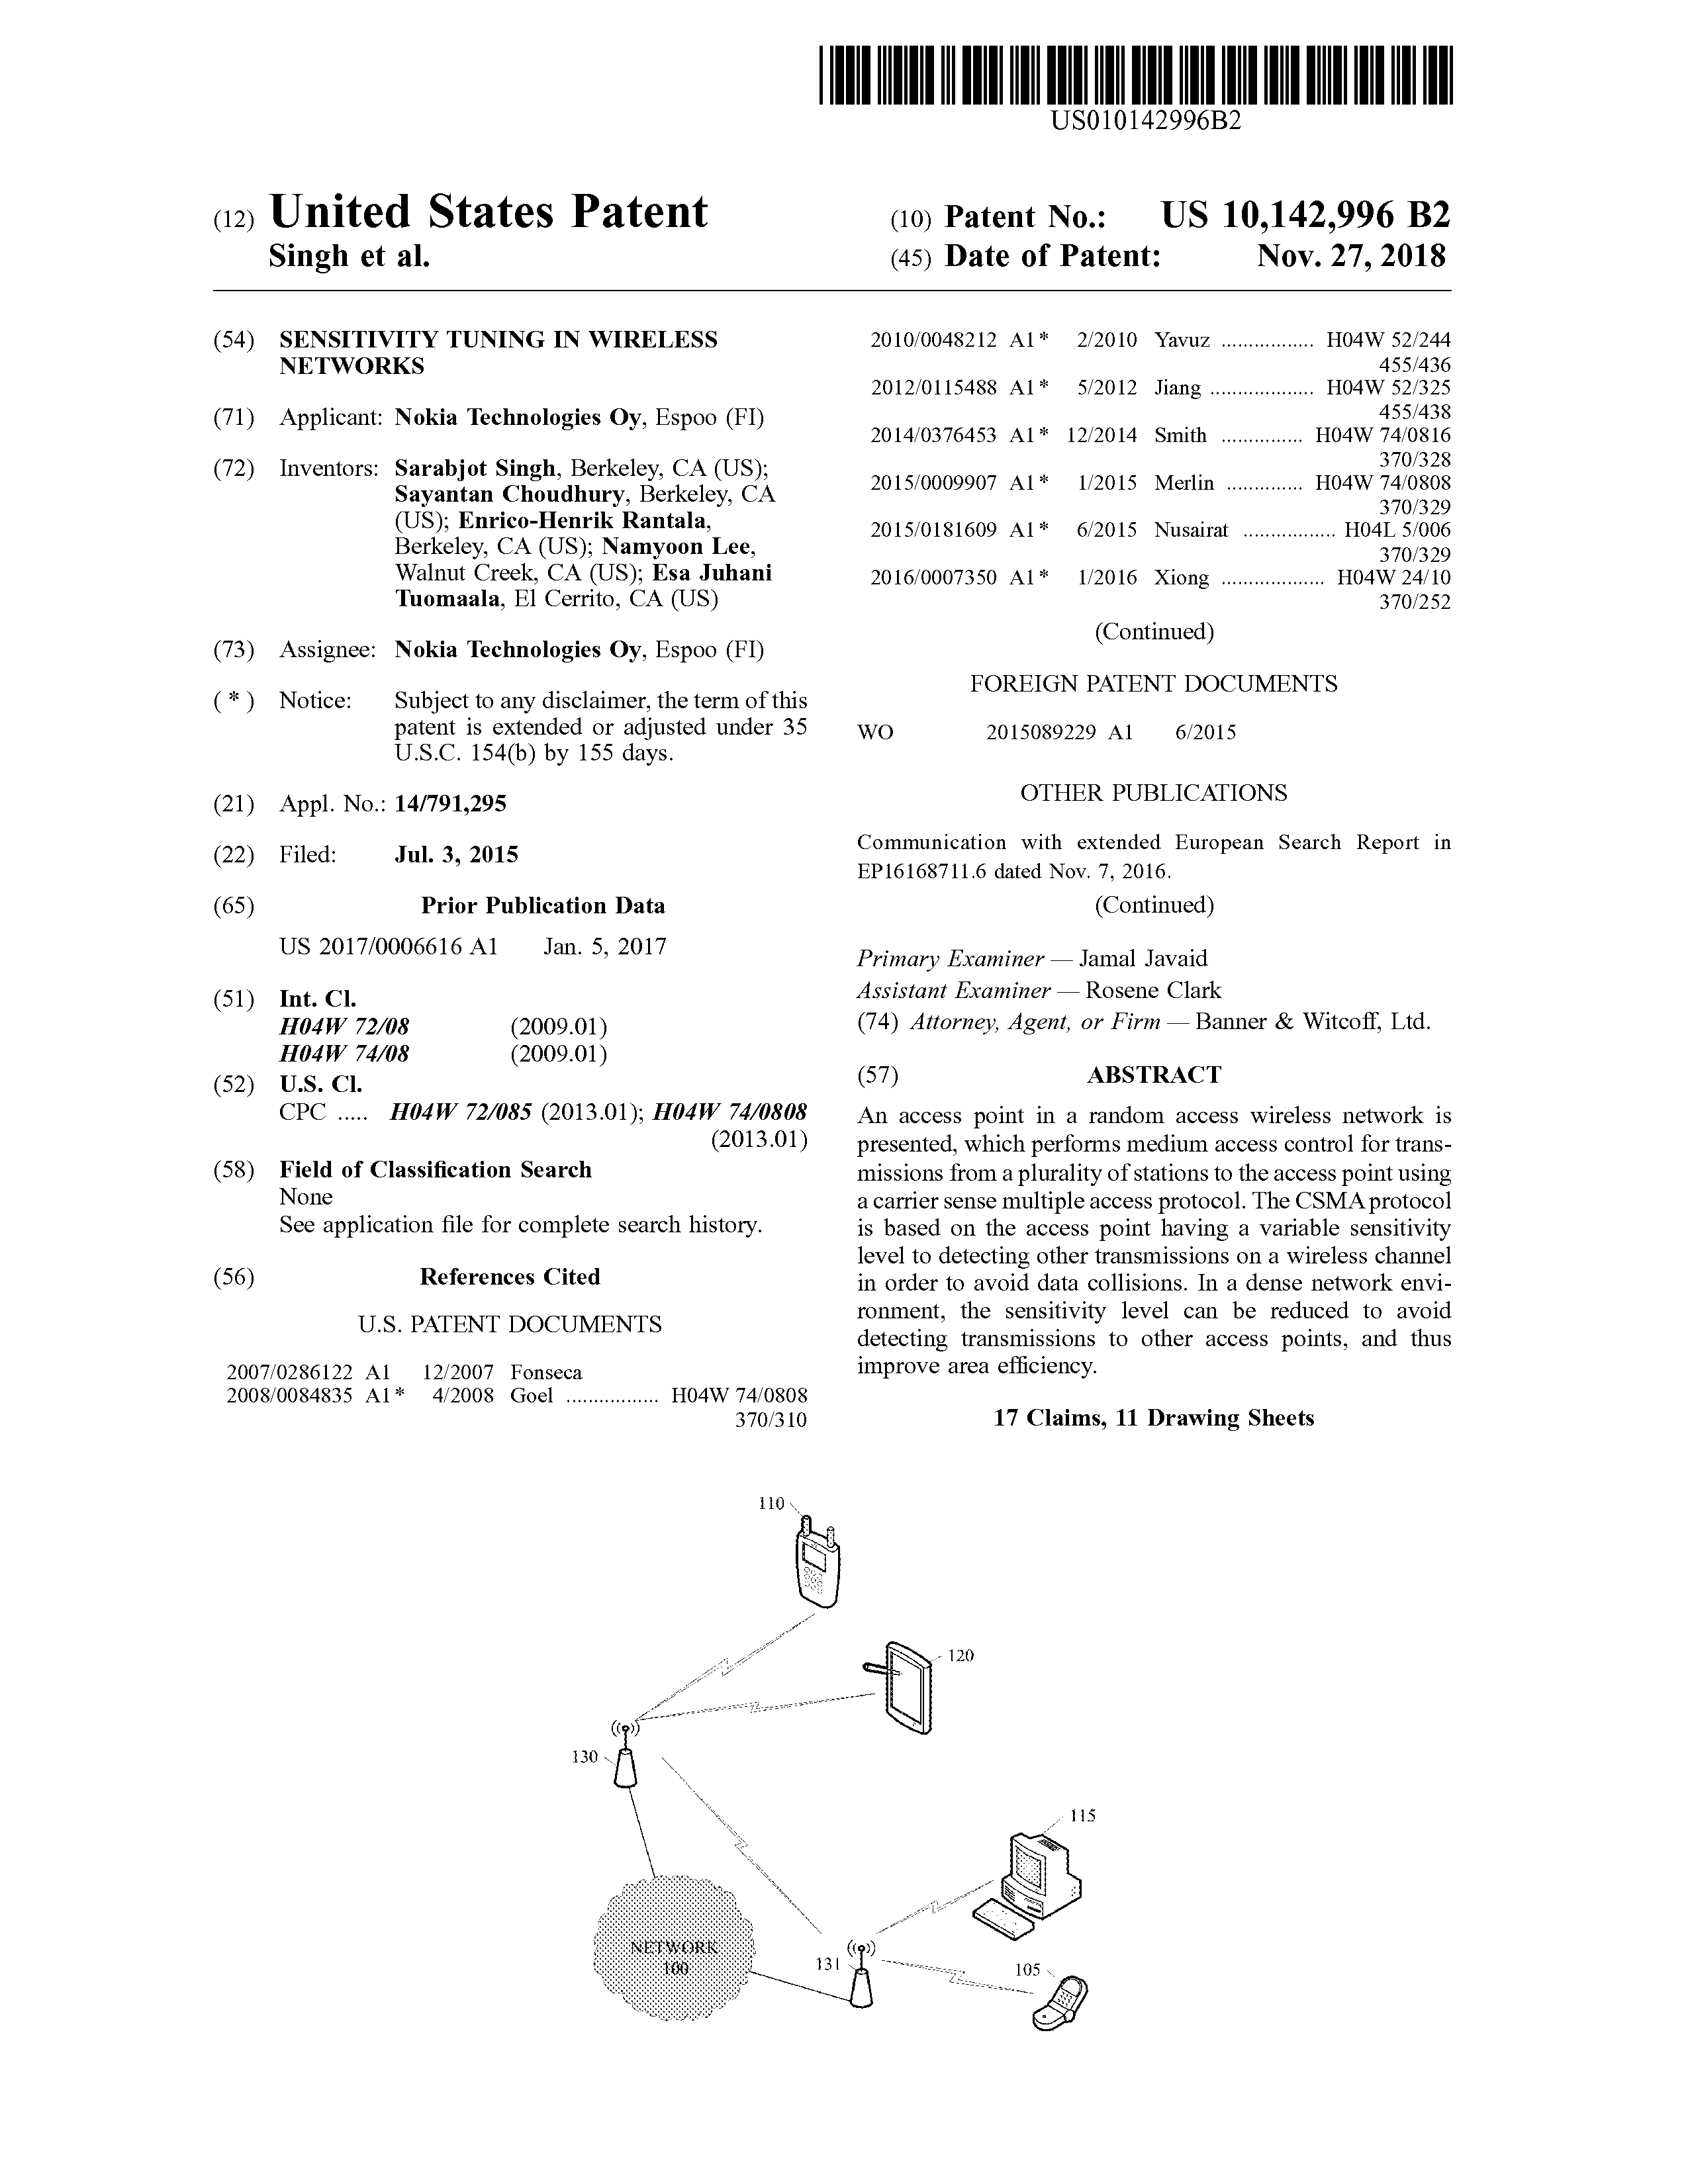 US010142996B2
(12) United States Patent
Singh et al.
(10) Patent No.: US 10,142,996 B2
(45) Date of Patent: Nov. 27, 2018
(54) SENSITIVITY TUNING IN WIRELESS
NETWORKS
(71) Applicant: Nokia Technologies Oy, Espoo (FI)
(72) Inventors: Sarabjot Singh, Berkeley, CA (US);
Sayantan Choudhury, Berkeley, CA
(US); Enrico-Henrik Rantala,
Berkeley, CA (US); Namyoon Lee,
Walnut Creek, CA (US); Esa Juhani
Tuomaala, El Cerrito, CA (US)
(73) Assignee: Nokia Technologies Oy, Espoo (FI)
( * ) Notice: Subject to any disclaimer, the term of this
patent is extended or adjusted under 35
U.S.C. 154(b) by 155 days.
(21) Appl. No.: 14/791,295
(22) Filed: Jul. 3, 2015
(65) Prior Publication Data
US 2017/0006616 A1 Jan. 5, 2017
(51) Int. Cl.
H04W 72/08 (2009.01)
H04W 74/08 (2009.01)
(52) U.S. Cl.
CPC ..... H04W 72/085 (2013.01); H04W 74/0808
(2013.01)
(58) Field of Classification Search
None
See application file for complete search history.
(56) References Cited
U.S. PATENT DOCUMENTS
2007/0286122 A1 12/2007 Fonseca
2008/0084835 A1* 4/2008 Goel ................. H04W 74/0808
370/310
2010/0048212 A1* 2/2010 Yavuz ................. H04W 52/244
455/436
2012/0115488 A1* 5/2012 Jiang ................... H04W 52/325
455/438
2014/0376453 A1* 12/2014 Smith ............... H04W 74/0816
370/328
2015/0009907 A1* 1/2015 Merlin .............. H04W 74/0808
370/329
2015/0181609 A1* 6/2015 Nusairat ................. H04L 5/006
370/329
2016/0007350 A1* 1/2016 Xiong ................... H04W 24/10
370/252
(Continued)
FOREIGN PATENT DOCUMENTS
WO 2015089229 A1 6/2015
OTHER PUBLICATIONS
Communication with extended European Search Report in
EP16168711.6 dated Nov. 7, 2016.
(Continued)
Primary Examiner — Jamal Javaid
Assistant Examiner — Rosene Clark
(74) Attorney, Agent, or Firm — Banner & Witcoff, Ltd.
(57) ABSTRACT
An access point in a random access wireless network is
presented, which performs medium access control for trans-
missions from a plurality of stations to the access point using
a carrier sense multiple access protocol. The CSMA protocol
is based on the access point having a variable sensitivity
level to detecting other transmissions on a wireless channel
in order to avoid data collisions. In a dense network envi-
ronment, the sensitivity level can be reduced to avoid
detecting transmissions to other access points, and thus
improve area efficiency.
17 Claims, 11 Drawing Sheets
110
120
130
115
NETWORK
100
131
105